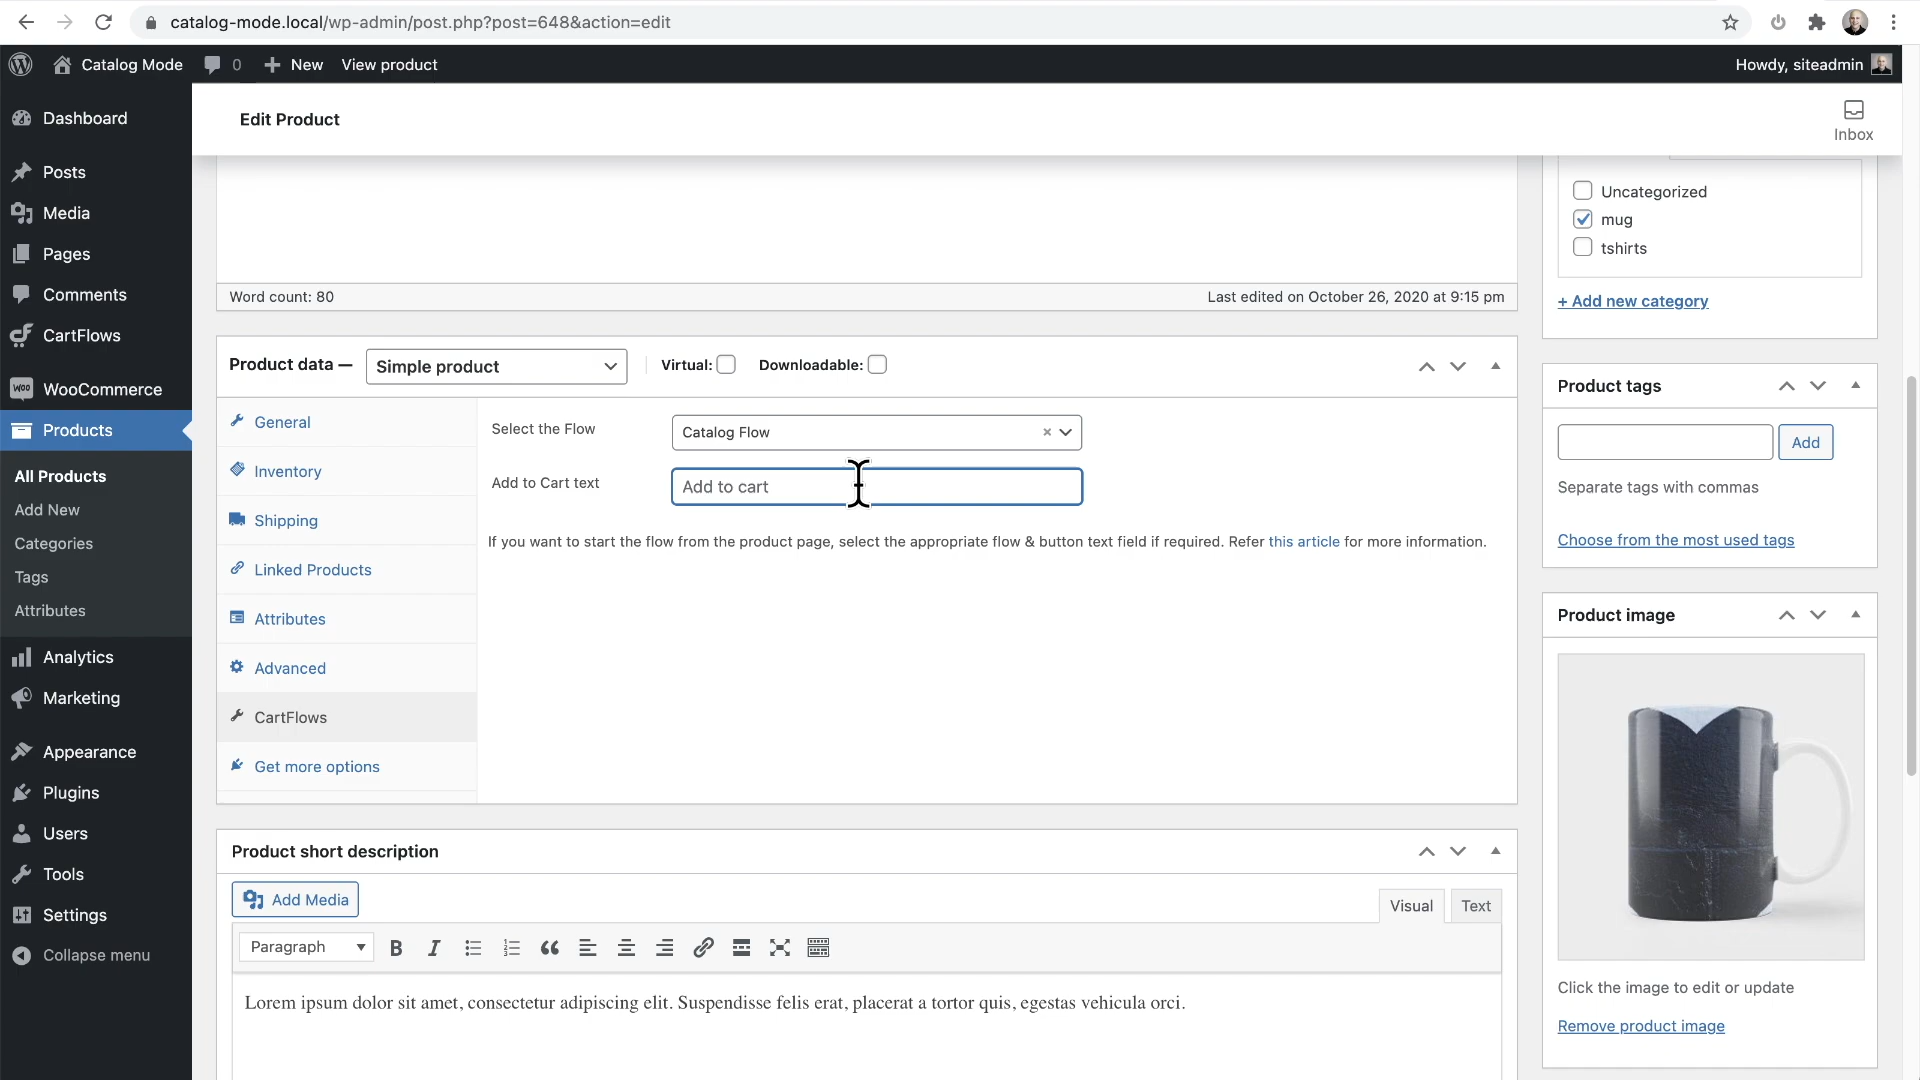 catalog-mode.local/wp-admin/post.php?post=648&action=edit
Catalog Mode 0 New View product Howdy, siteadmin
Edit Product
Inbox
Dashboard
Posts
Media
Pages
Comments
CartFlows
WooCommerce
Products
All Products
Add New
Categories
Tags
Attributes
Analytics
Marketing
Appearance
Plugins
Users
Tools
Settings
Collapse menu
Word count: 80 Last edited on October 26, 2020 at 9:15 pm
Product data — Simple product Virtual: Downloadable:
General
Inventory
Shipping
Linked Products
Attributes
Advanced
CartFlows
Get more options
Select the Flow Catalog Flow ×
Add to Cart text Add to cart
If you want to start the flow from the product page, select the appropriate flow & button text field if required. Refer this article for more information.
Product short description
Add Media
Visual Text
Paragraph
Lorem ipsum dolor sit amet, consectetur adipiscing elit. Suspendisse felis erat, placerat a tortor quis, egestas vehicula orci.
Uncategorized
mug
tshirts
+ Add new category
Product tags
Add
Separate tags with commas
Choose from the most used tags
Product image
Click the image to edit or update
Remove product image